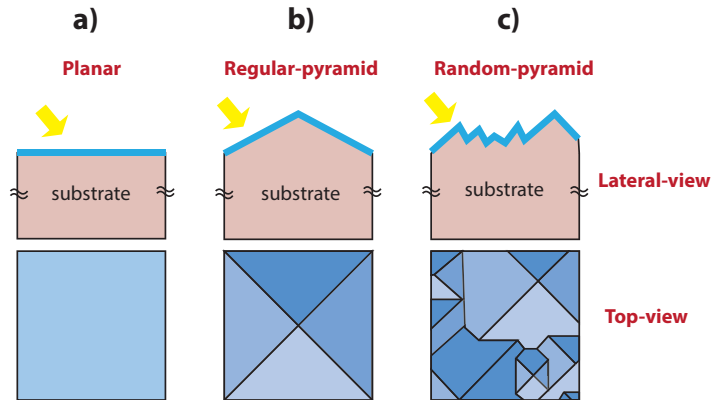 a)
b)
c)
Planar
Regular-pyramid
Random-pyramid
substrate
substrate
substrate
Lateral-view
Top-view